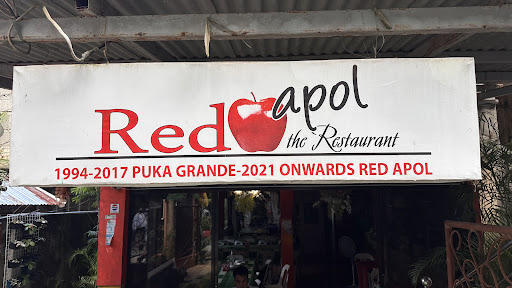 Red apol
the Restaurant
1994-2017 PUKA GRANDE-2021 ONWARDS RED APOL